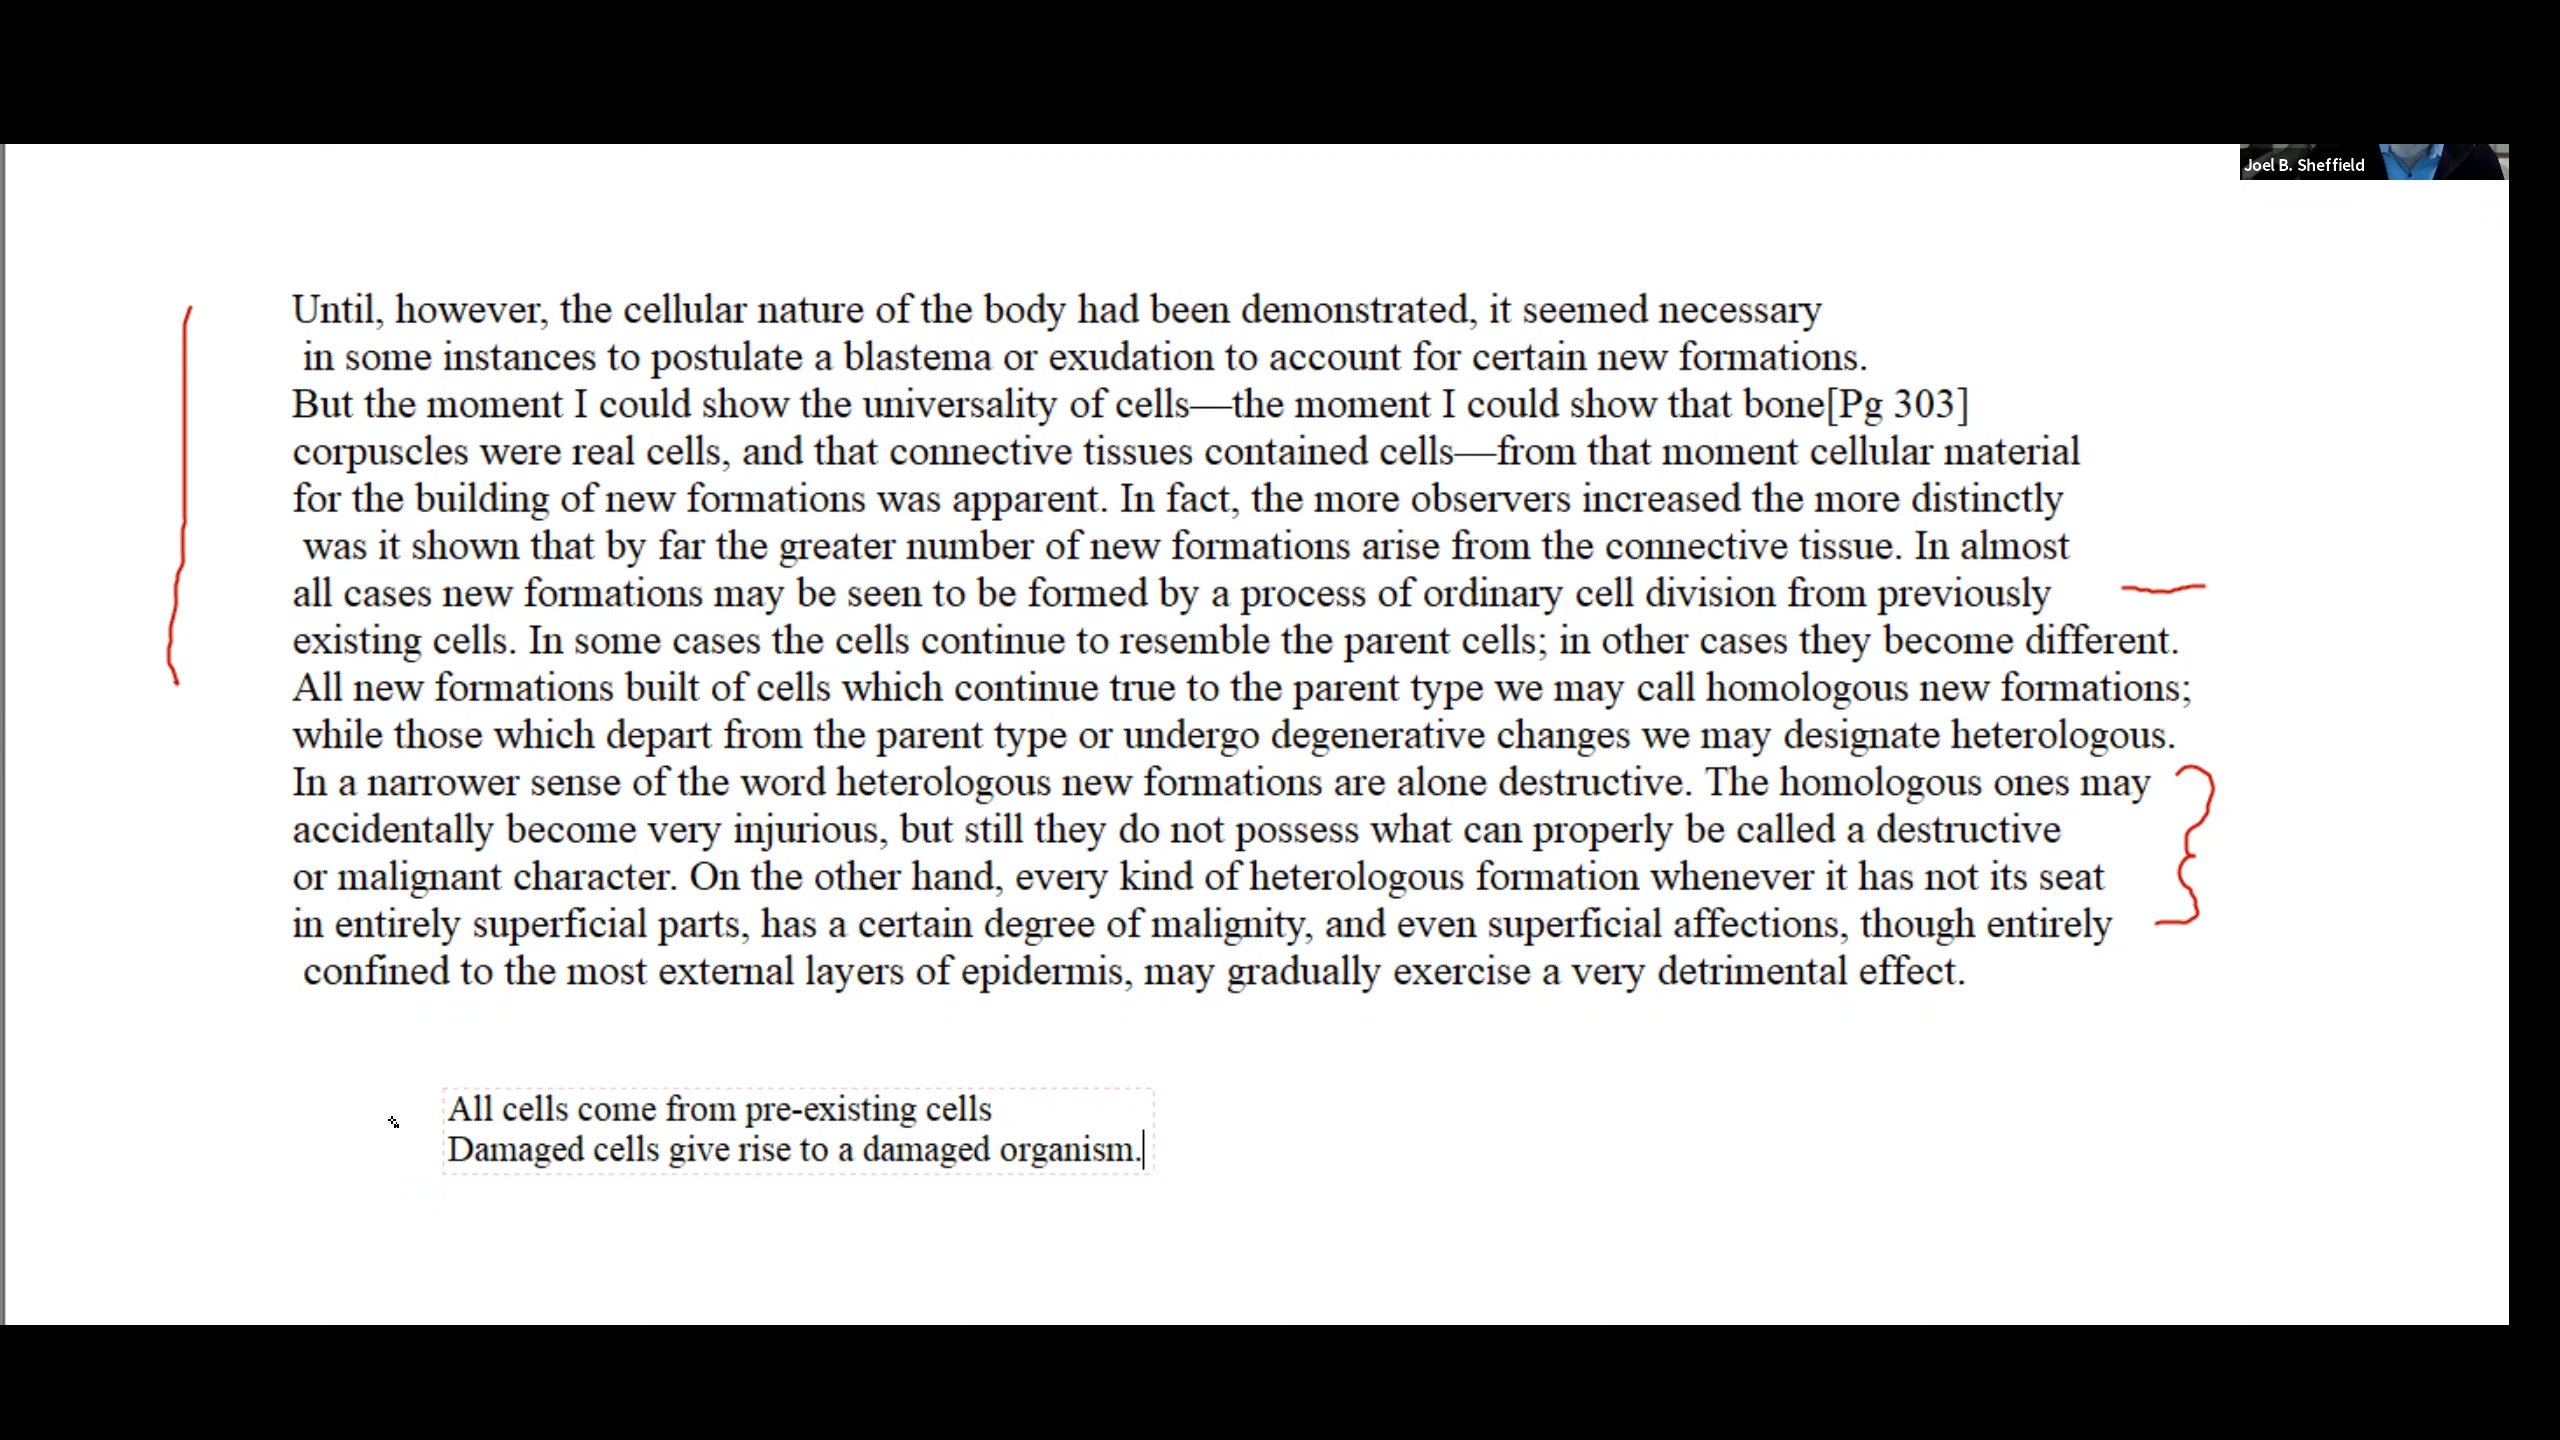 Joel B. Sheffield
Until, however, the cellular nature of the body had been demonstrated, it seemed necessary
in some instances to postulate a blastema or exudation to account for certain new formations.
But the moment I could show the universality of cells—the moment I could show that bone[Pg 303]
corpuscles were real cells, and that connective tissues contained cells—from that moment cellular material
for the building of new formations was apparent. In fact, the more observers increased the more distinctly
was it shown that by far the greater number of new formations arise from the connective tissue. In almost
all cases new formations may be seen to be formed by a process of ordinary cell division from previously
existing cells. In some cases the cells continue to resemble the parent cells; in other cases they become different.
All new formations built of cells which continue true to the parent type we may call homologous new formations;
while those which depart from the parent type or undergo degenerative changes we may designate heterologous.
In a narrower sense of the word heterologous new formations are alone destructive. The homologous ones may
accidentally become very injurious, but still they do not possess what can properly be called a destructive
or malignant character. On the other hand, every kind of heterologous formation whenever it has not its seat
in entirely superficial parts, has a certain degree of malignity, and even superficial affections, though entirely
confined to the most external layers of epidermis, may gradually exercise a very detrimental effect.
All cells come from pre-existing cells
Damaged cells give rise to a damaged organism.